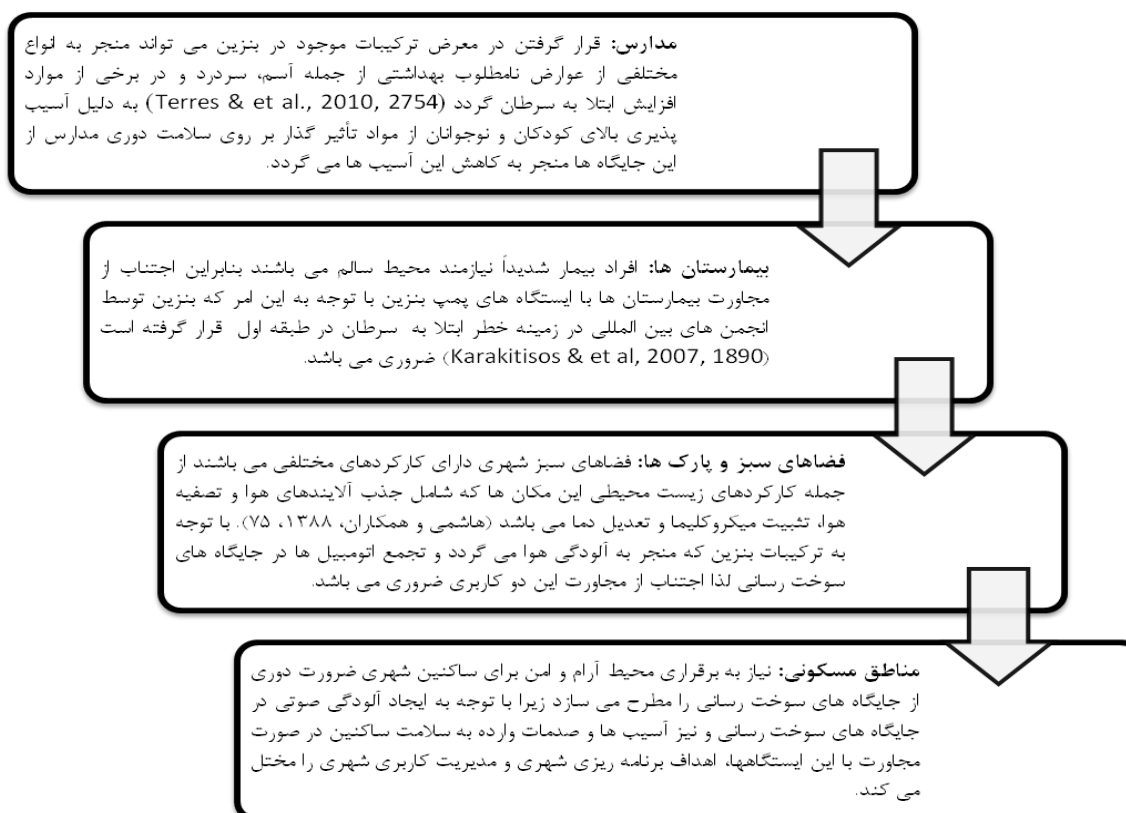 مدارس: قرار گرفتن در معرض ترکیبات موجود در بنزین می تواند منجر به انواع
مختلفی از عوارض نامطلوب بهداشتی از جمله آسم، سردرد و در برخی از موارد
افزایش ابتلا به سرطان گردد (Terres & et al., 2010, 2754) به دلیل آسیب
پذیری بالای کودکان و نوجوانان از مواد تأثیر گذار بر روی سلامت دوری مدارس از
این جایگاه ها منجر به کاهش این آسیب ها می گردد.
بیمارستان ها: افراد بیمار شدیداً نیازمند محیط سالم می باشند بنابراین اجتناب از
مجاورت بیمارستان ها با ایستگاه های پمپ بنزین با توجه به این امر که بنزین توسط
انجمن های بین المللی در زمینه خطر ابتلا به سرطان در طبقه اول قرار گرفته است
(Karakitisos & et al, 2007, 1890) ضروری می باشد.
فضاهای سبز و پارک ها: فضاهای سبز شهری دارای کارکردهای مختلفی می باشند از
جمله کارکردهای زیست محیطی این مکان ها که شامل جذب آلایندهای هوا و تصفیه
هوا، تثبیت میکروکلیما و تعدیل دما می باشد (هاشمی و همکاران، ۱۳۸۸، ۷۵). با توجه
به ترکیبات بنزین که منجر به آلودگی هوا می گردد و تجمع اتومبیل ها در جایگاه های
سوخت رسانی لذا اجتناب از مجاورت این دو کاربری ضروری می باشد.
مناطق مسکونی: نیاز به برقراری محیط آرام و امن برای ساکنین شهری ضرورت دوری
از جایگاه های سوخت رسانی را مطرح می سازد زیرا با توجه به ایجاد آلودگی صوتی در
جایگاه های سوخت رسانی و نیز آسیب ها و صدمات وارده به سلامت ساکنین در صورت
مجاورت با این ایستگاهها، اهداف برنامه ریزی شهری و مدیریت کاربری شهری را مختل
می کند.